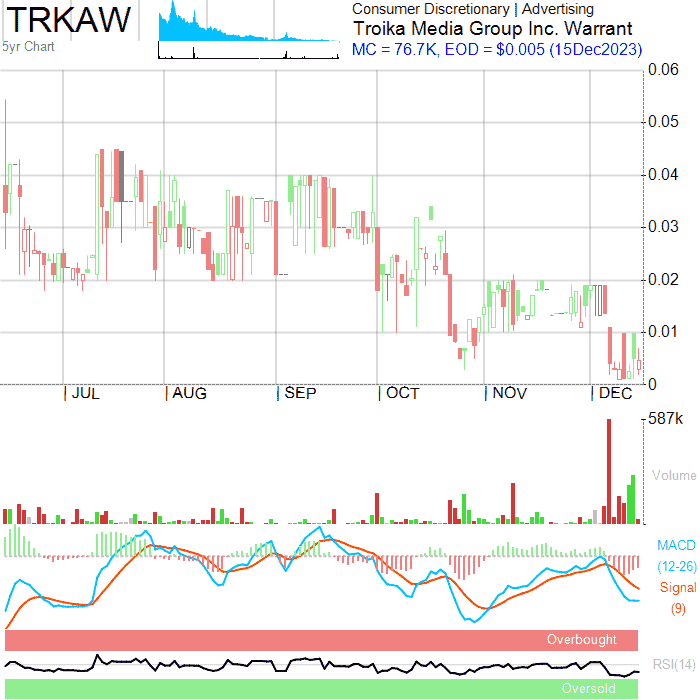 TRKAW
5yr Chart
Consumer Discretionary | Advertising
Troika Media Group Inc. Warrant
MC = 76.7K, EOD = $0.005 (15Dec2023)
0.06
0.05
0.04
0.03
0.02
0.01
0
JUL AUG SEP OCT NOV DEC
587k
Volume
MACD
(12-26)
Signal
(9)
Overbought
RSI(14)
Oversold